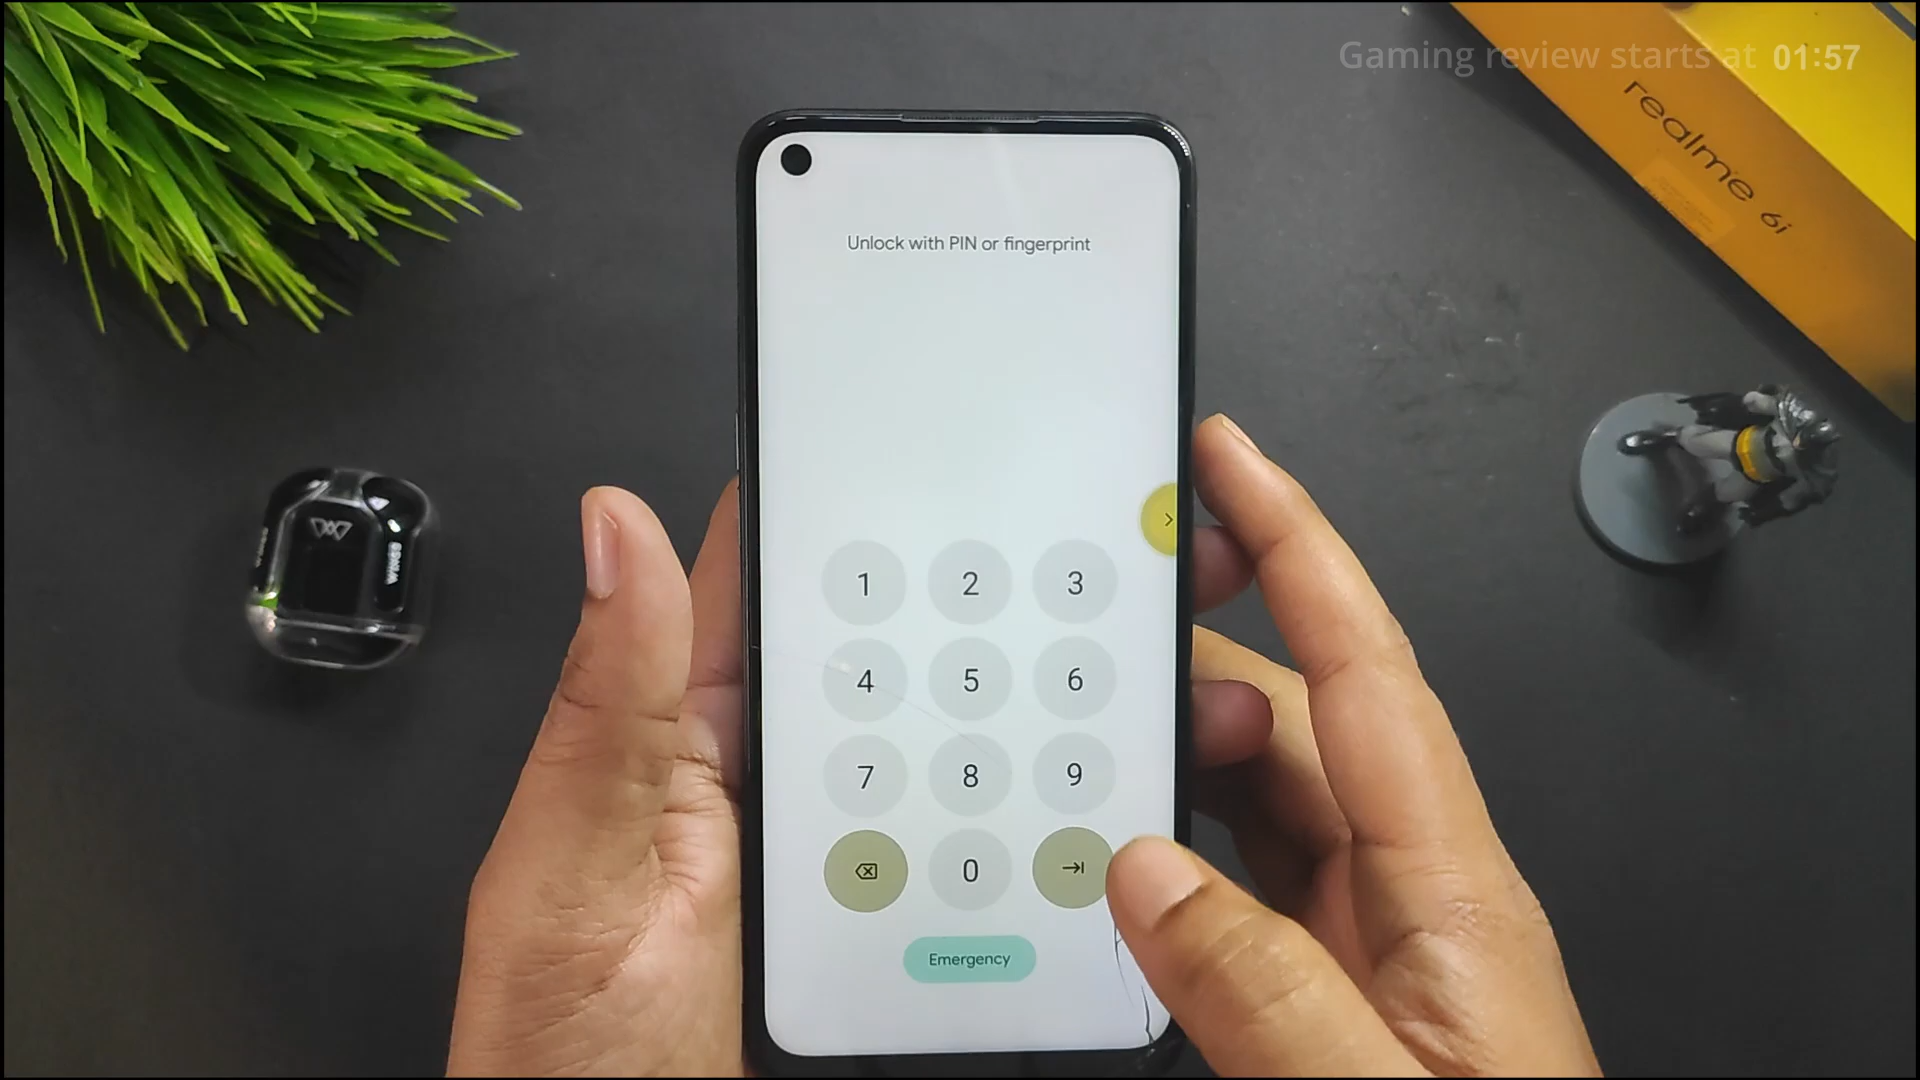 Gaming review starts at 01:57
realme 6i
Unlock with PIN or fingerprint
1 2 3
WINGS
4 5 6
7 8 9
0
Emergency